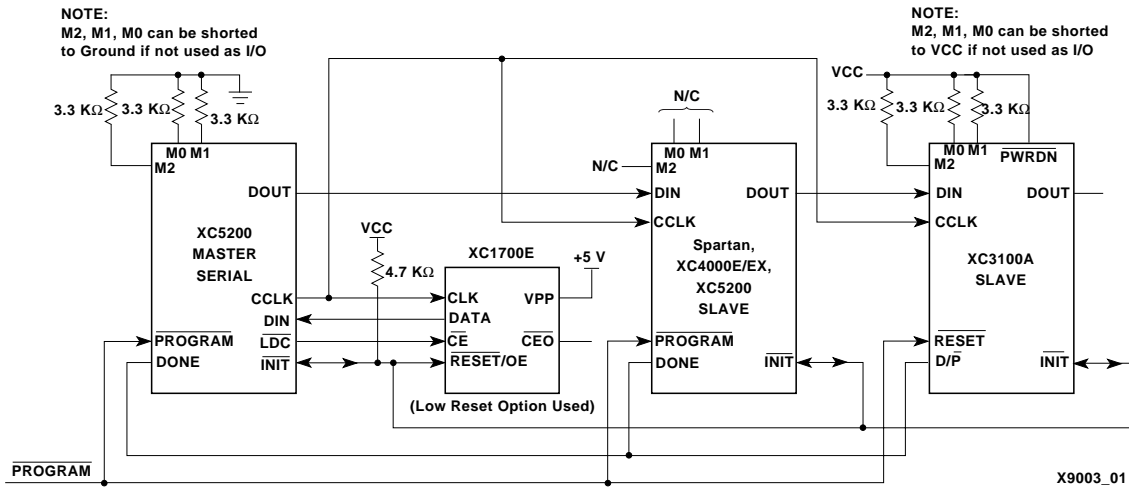 NOTE:
M2, M1, M0 can be shorted
to Ground if not used as I/O
NOTE:
M2, M1, M0 can be shorted
to VCC if not used as I/O
VCC
N/C
3.3 KΩ
3.3 KΩ
3.3 KΩ
3.3 KΩ
3.3 KΩ
3.3 KΩ
M0 M1
M2
DOUT
XC5200
MASTER
SERIAL
CCLK
DIN
PROGRAM
LDC
DONE
INIT
VCC
4.7 KΩ
XC1700E
+5 V
CLK
VPP
DATA
CE
CEO
RESET/OE
(Low Reset Option Used)
N/C
M0 M1
M2
DIN
DOUT
CCLK
Spartan,
XC4000E/EX,
XC5200
SLAVE
PROGRAM
DONE
INIT
M0 M1
PWRDN
M2
DIN
DOUT
CCLK
XC3100A
SLAVE
RESET
D/P
INIT
PROGRAM
X9003_01